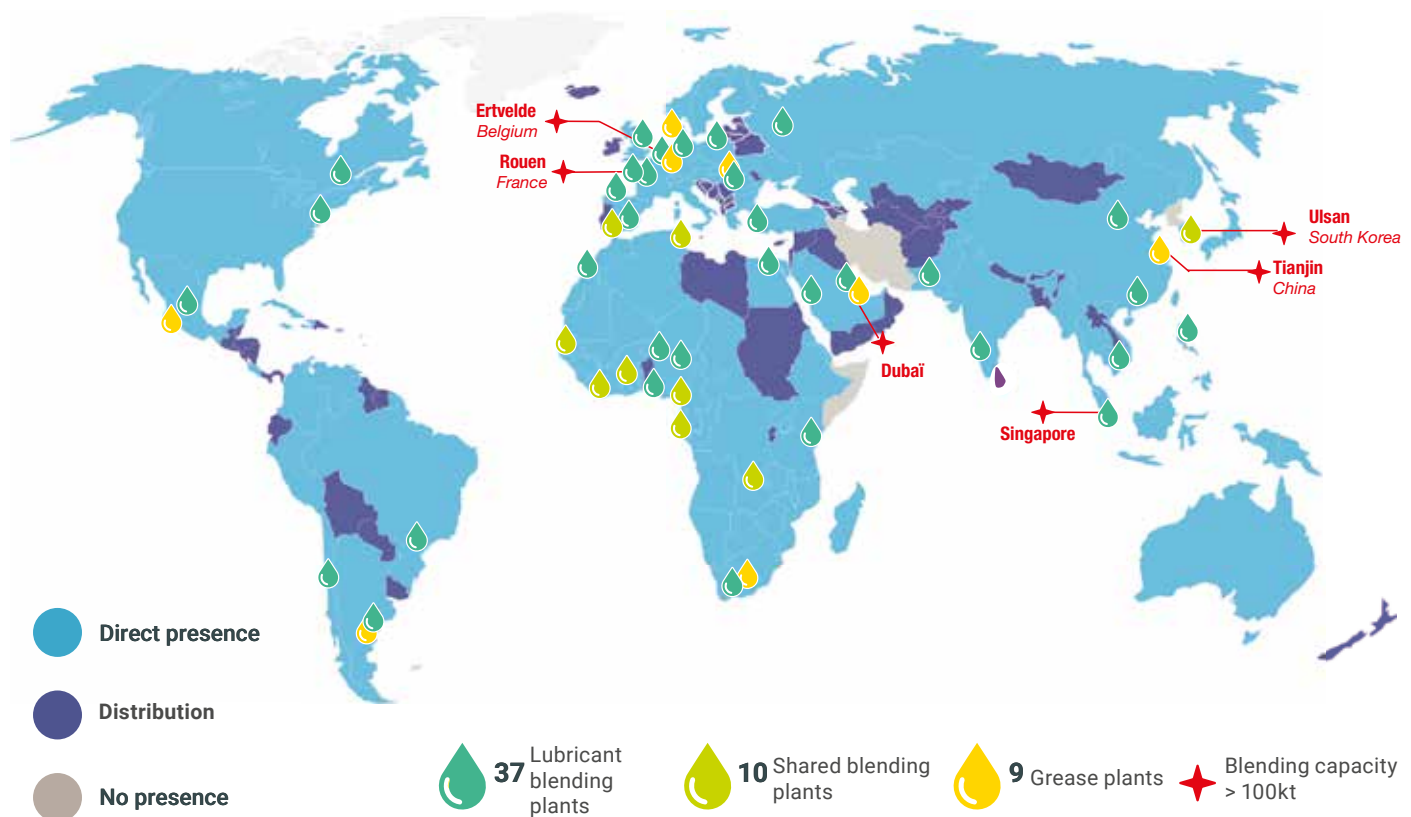 Ertvelde
Belgium
Rouen
France
Ulsan
South Korea
Tianjin
China
Dubaï
Singapore
Direct presence
Distribution
No presence
37 Lubricant
blending
plants
10 Shared blending
plants
9 Grease plants
Blending capacity
> 100kt